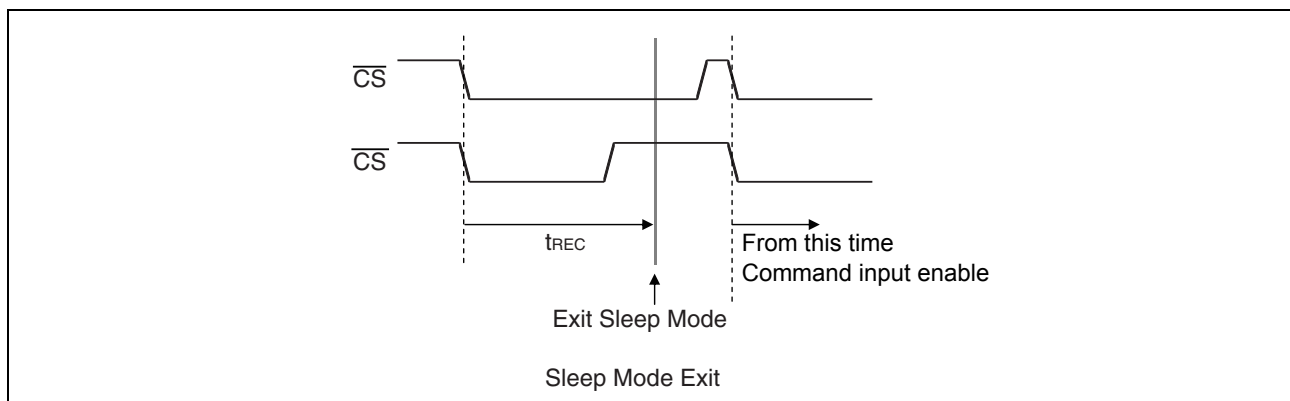 CS
CS
tREC
From this time
Command input enable
Exit Sleep Mode
Sleep Mode Exit